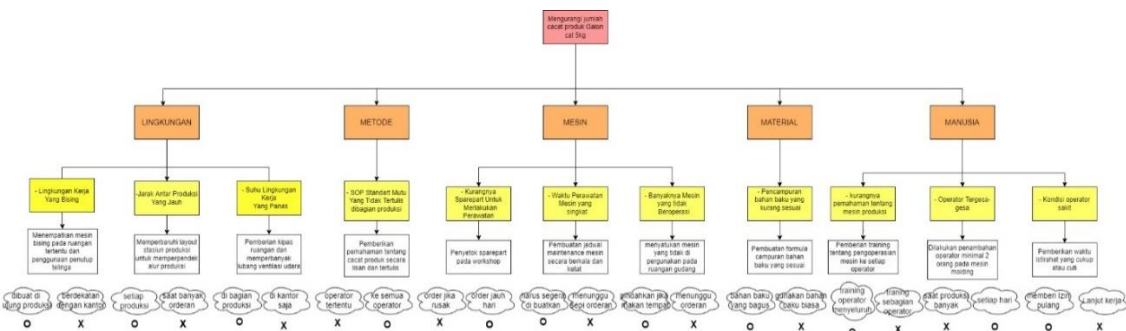 Mengurangi jumlah
cacat produk Galon
cat 5kg
LINGKUNGAN
METODE
MESIN
MATERIAL
MANUSIA
- Lingkungan Kerja
Yang Bising
-Jarak Antar Produksi
Yang Jauh
- Suhu Lingkungan
Kerja
Yang Panas
- SOP Standart Mutu
Yang Tidak Tertulis
dibagian produksi
- Kurangnya
Sparepart Untuk
Melakukan
Perawatan
- Waktu Perawatan
Mesin yang
singkat
- Banyaknya Mesin
yang tidak
Beroperasi
- Pencampuran
bahan baku yang
kurang sesuai
- kurangnya
pemahaman tentang
mesin produksi
- Operator Tergesa-
gesa
- Kondisi operator
sakit
Menempatkan mesin
bising pada ruangan
tertentu dan
penggunaan penutup
telinga
Memperbaruhi layout
stasiun produksi
untuk memperpendek
alur produksi
Pemberian kipas
ruangan dan
memperbanyak
lubang ventilasi udara
Pemberikan
pemahaman tentang
cacat produk secara
lisan dan tertulis
Penyetok sparepart
pada workshop
Pembuatan jadual
maintenance mesin
secara berkala dan
ketat
menyatukan mesin
yang tidak di
pergunakan pada
ruangan gudang
Pembuatan formula
campuran bahan
baku yang sesuai
Pemberian training
tentang pengoperasian
mesin ke setiap
operator
Dilakukan penambahan
operator minimal 2
orang pada mesin
molding
Pemberikan waktu
istirahat yang cukup
atau cuti
dibuat di
ujung produksi
berdekatan
dengan kantor
setiap
produksi
saat banyak
orderan
di bagian
produksi
di kantor
saja
operator
tertentu
ke semua
operator
order jika
rusak
order jauh
hari
harus segera
di buatkan
menunggu
sepi orderan
jika
makan tempat
menunggu
orderan
bahan baku
yang bagus
bahan
baku biasa
training
operator
menyeluruh
traning
sebagian
operator
saat produksi
banyak
setiap hari
memberi izin
pulang
Lanjut kerja
O X O X O X X O X O O X O X O X O X X O O X